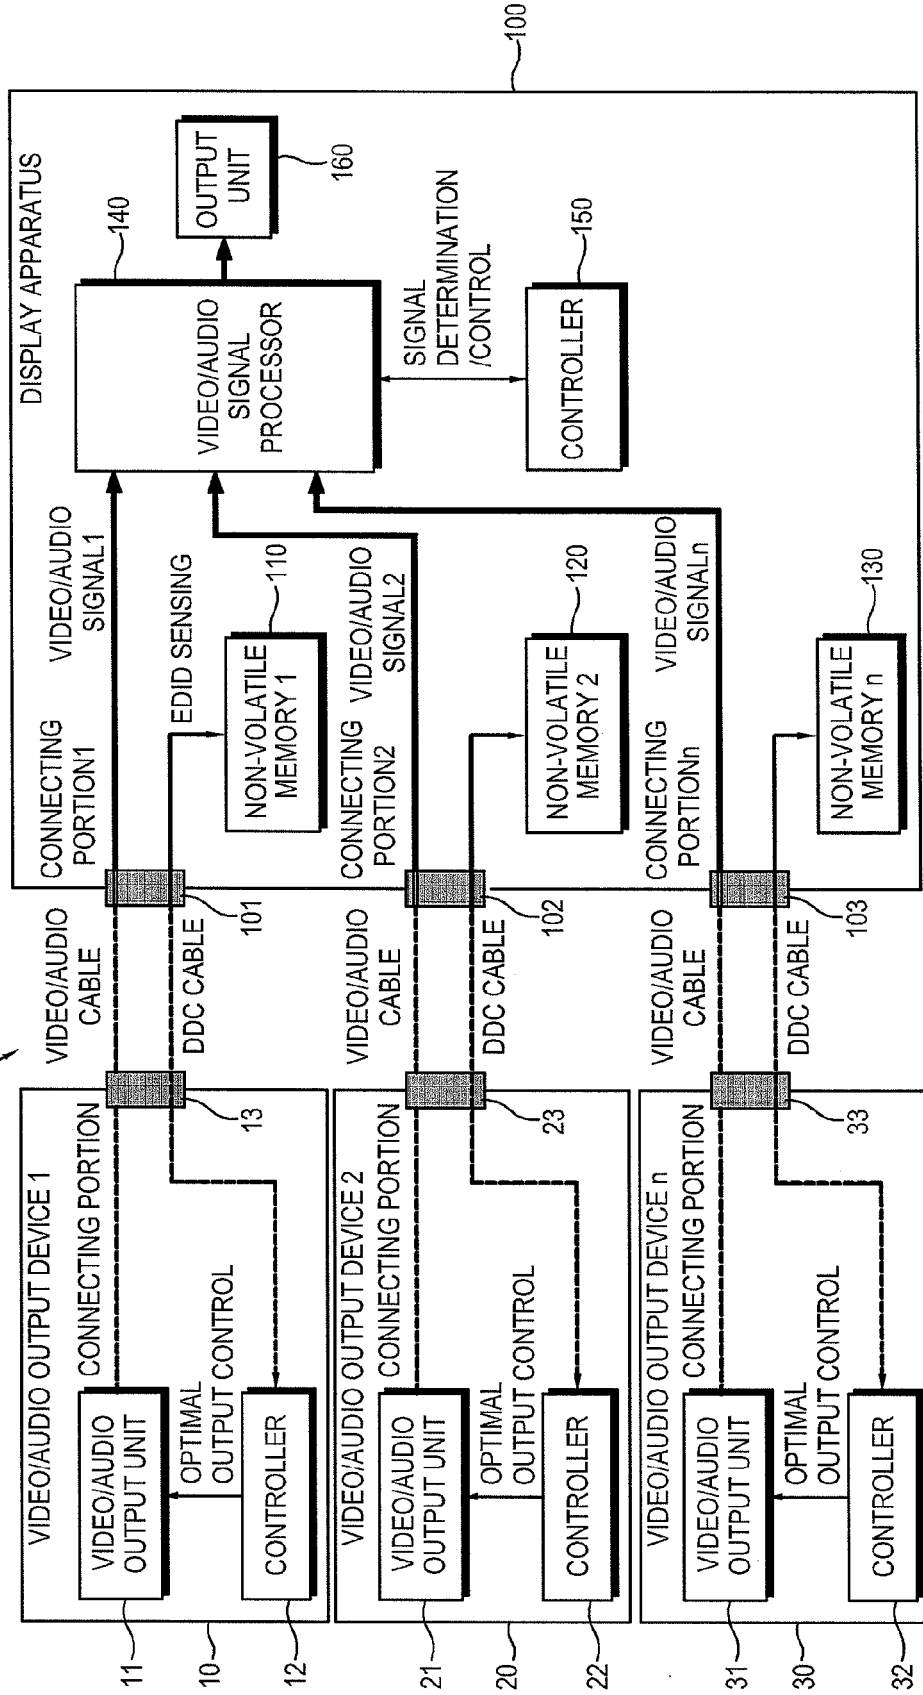 100
DISPLAY APPARATUS
OUTPUT
UNIT
160
140
VIDEO/AUDIO
SIGNAL
PROCESSOR
SIGNAL
DETERMINATION
/CONTROL
150
CONTROLLER
VIDEO/AUDIO
SIGNAL1
EDID SENSING
110
NON-VOLATILE
MEMORY 1
CONNECTING
PORTION1
101
VIDEO/AUDIO
SIGNAL2
120
NON-VOLATILE
MEMORY 2
CONNECTING
PORTION2
102
VIDEO/AUDIO
SIGNALn
130
NON-VOLATILE
MEMORY n
CONNECTING
PORTIONn
103
VIDEO/AUDIO
CABLE
DDC CABLE
VIDEO/AUDIO
CABLE
DDC CABLE
VIDEO/AUDIO
CABLE
DDC CABLE
VIDEO/AUDIO OUTPUT DEVICE 1
CONNECTING PORTION
13
VIDEO/AUDIO
OUTPUT UNIT
OPTIMAL
OUTPUT CONTROL
CONTROLLER
11
10
12
VIDEO/AUDIO OUTPUT DEVICE 2
CONNECTING PORTION
23
VIDEO/AUDIO
OUTPUT UNIT
OPTIMAL
OUTPUT CONTROL
CONTROLLER
21
20
22
VIDEO/AUDIO OUTPUT DEVICE n
CONNECTING PORTION
33
VIDEO/AUDIO
OUTPUT UNIT
OPTIMAL
OUTPUT CONTROL
CONTROLLER
31
30
32